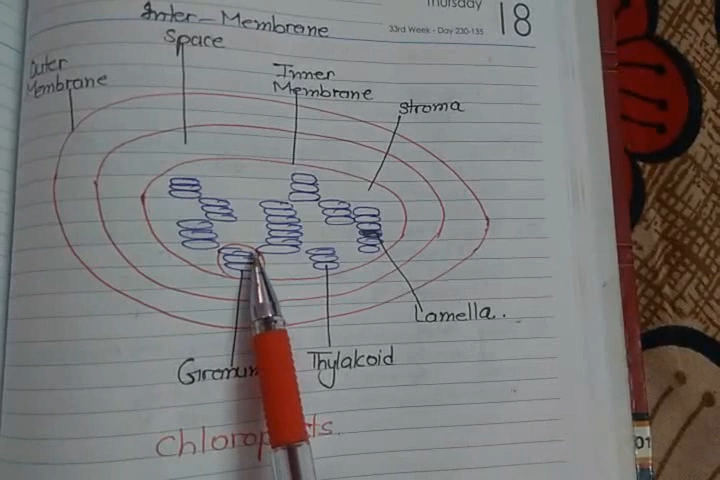 Thursday
18
33rd Week - Day 230-135
Inter-Membrane
Space
Outer
Membrane
Inner
Membrane
stroma
Lamella.
Thylakoid